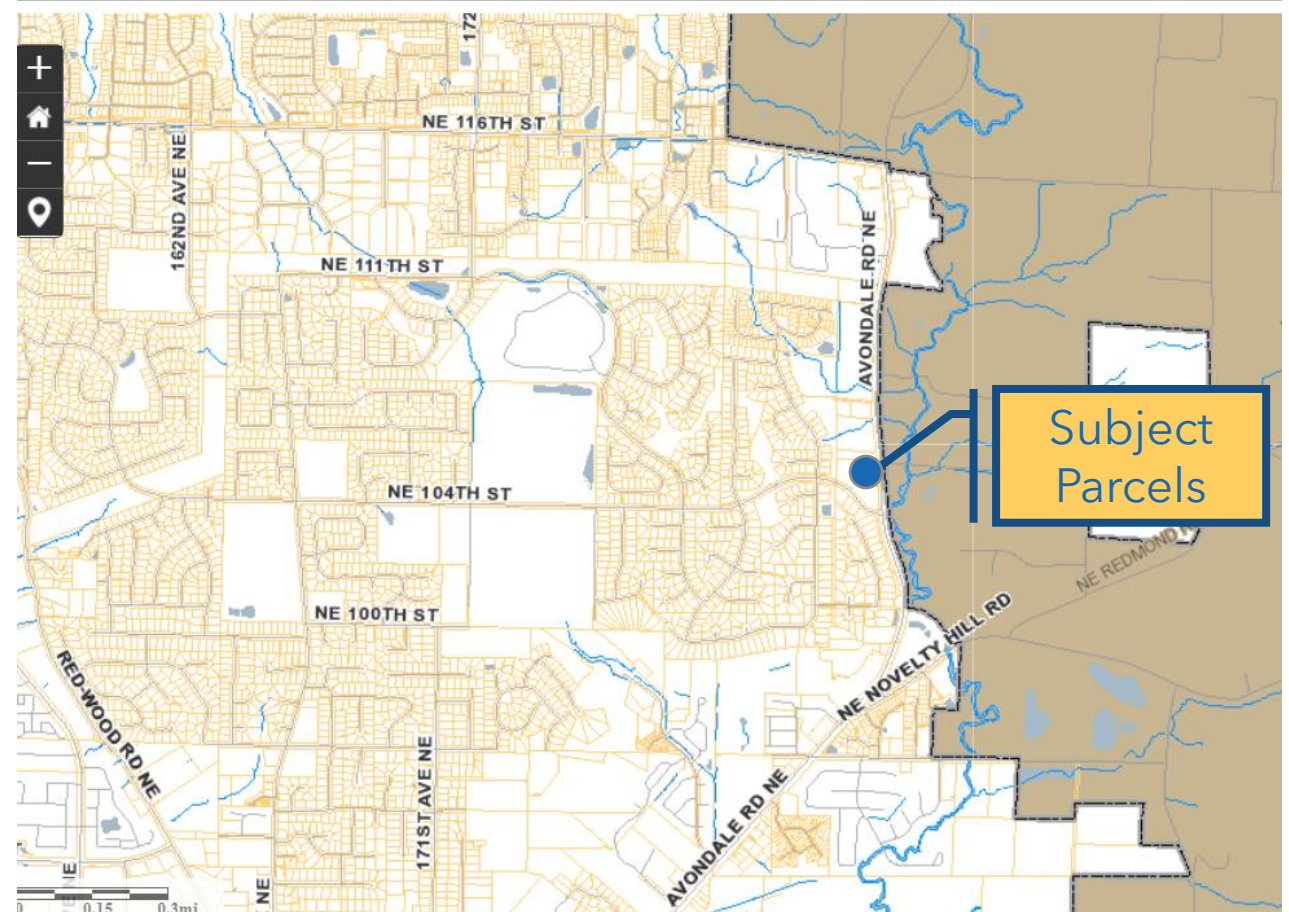 172
NE 116TH ST
162ND AVE NE
NE 111TH ST
AVONDALE RD NE
Subject
Parcels
NE 104TH ST
NE REDMOND
NE 100TH ST
NE NOVELTY HILL RD
RED-WOOD RD NE
171ST AVE NE
AVONDALE RD NE
NE
NE
0.15 0.3mi